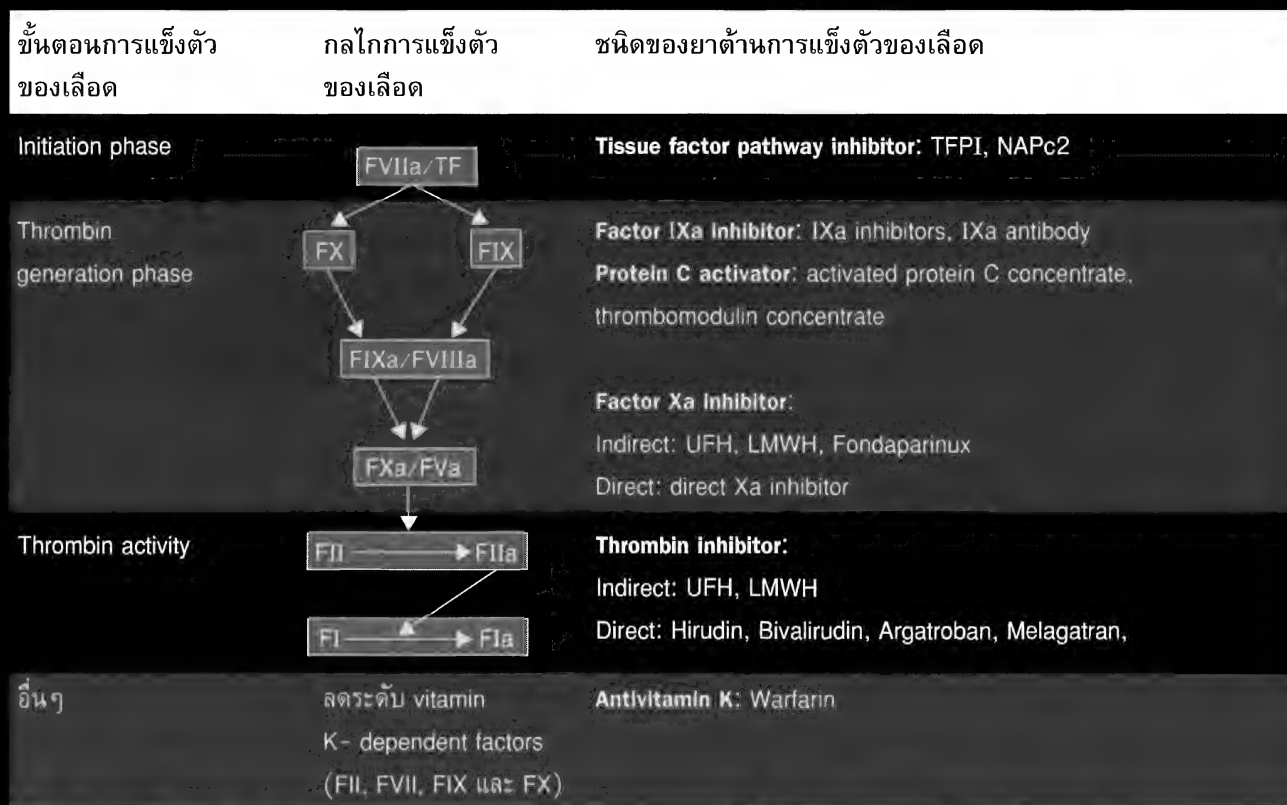 ขั้นตอนการแข็งตัว
ของเลือด
กลไกการแข็งตัว
ของเลือด
ชนิดของยาต้านการแข็งตัวของเลือด
Initiation phase
FVIIa/TF
Tissue factor pathway inhibitor: TFPI, NAPc2
Thrombin
generation phase
FX
FIX
FIXa/FVIIIa
FXa/FVa
Factor IXa inhibitor: IXa inhibitors, IXa antibody
Protein C activator: activated protein C concentrate,
thrombomodulin concentrate
Factor Xa inhibitor:
Indirect: UFH, LMWH, Fondaparinux
Direct: direct Xa inhibitor
Thrombin activity
FII FIIa
FI FIa
Thrombin inhibitor:
Indirect: UFH, LMWH
Direct: Hirudin, Bivalirudin, Argatroban, Melagatran,
อื่นๆ
ลดระดับ vitamin
K- dependent factors
(FII, FVII, FIX และ FX)
Antivitamin K: Warfarin